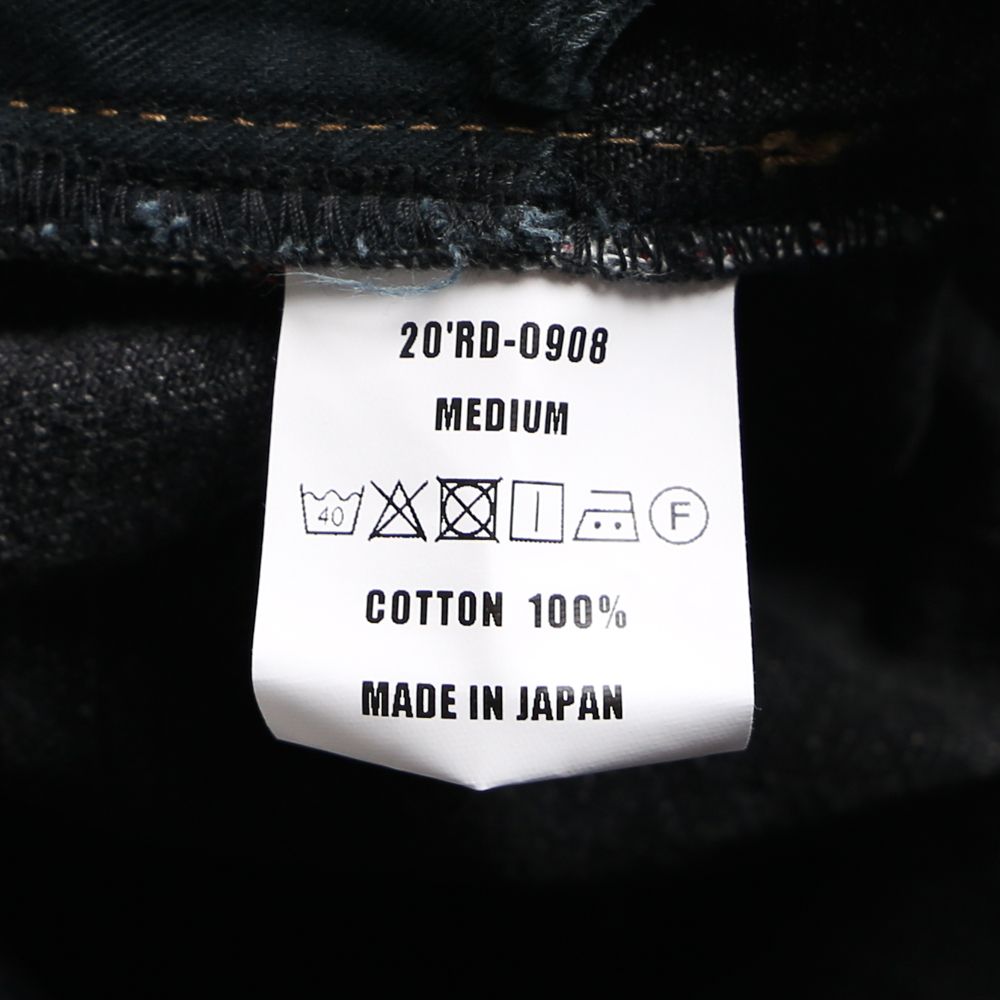 20'RD-0908
MEDIUM
40 F
COTTON 100%
MADE IN JAPAN